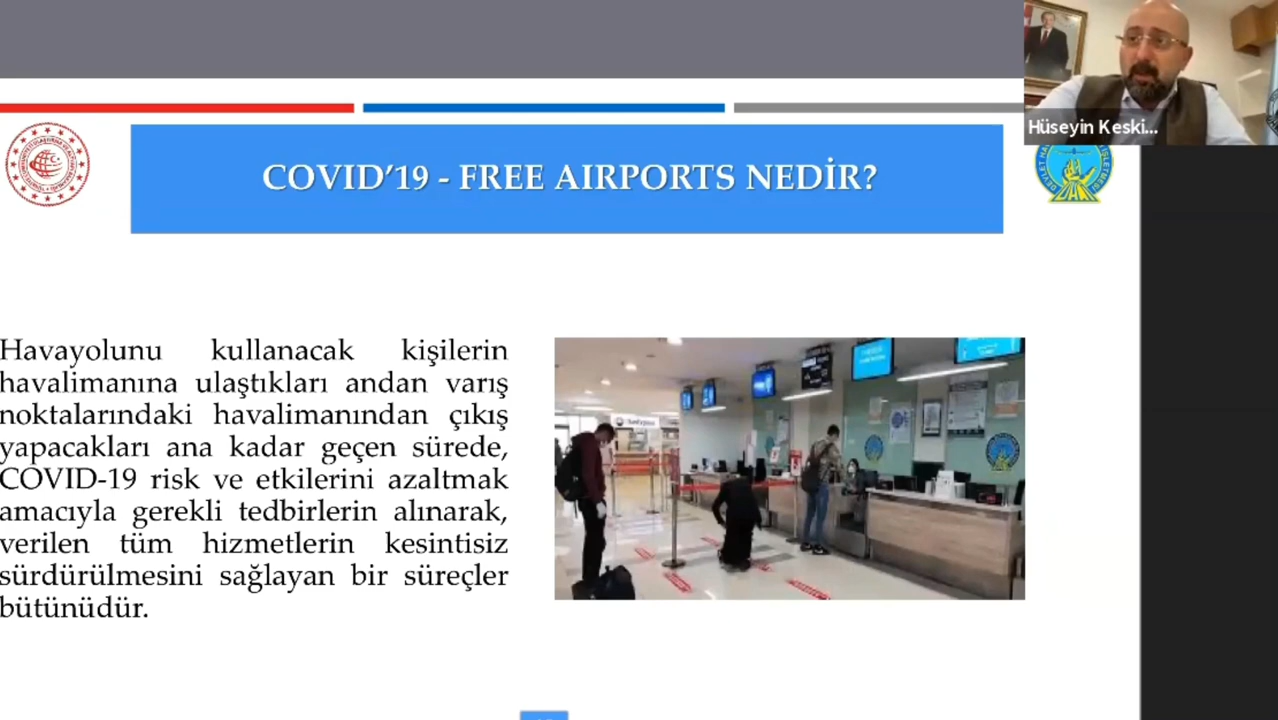 Hüseyin Keski...
COVID’19 - FREE AIRPORTS NEDİR?
Havayolunu kullanacak kişilerin
havalimanına ulaştıkları andan varış
noktalarındaki havalimanından çıkış
yapacakları ana kadar geçen sürede,
COVID-19 risk ve etkilerini azaltmak
amacıyla gerekli tedbirlerin alınarak,
verilen tüm hizmetlerin kesintisiz
sürdürülmesini sağlayan bir süreçler
bütünüdür.